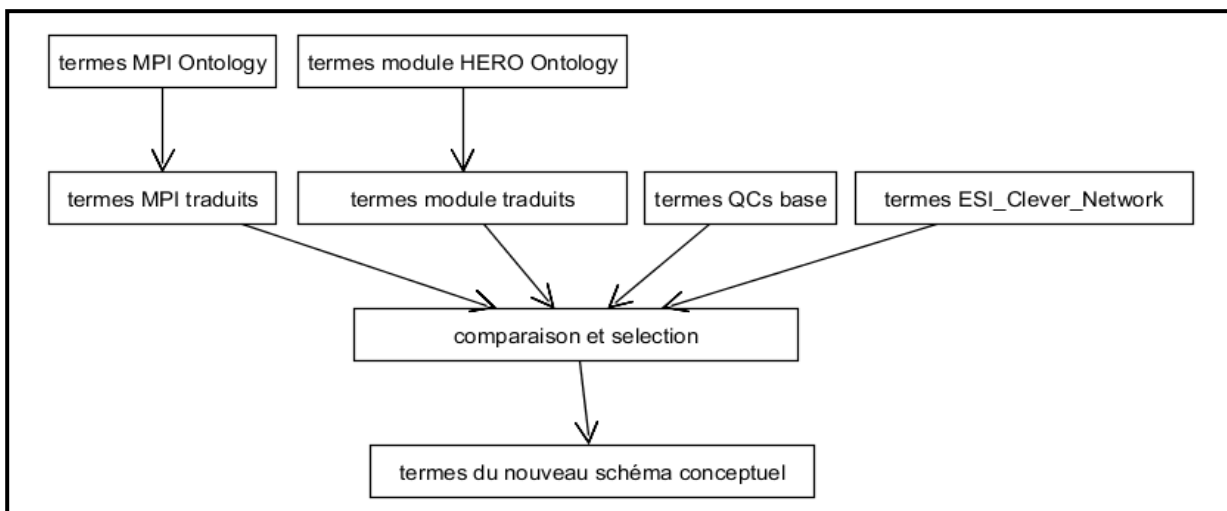 termes MPI Ontology
termes module HERO Ontology
termes MPI traduits
termes module traduits
termes QCs base
termes ESI_Clever_Network
comparaison et selection
termes du nouveau schéma conceptuel